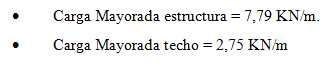 • Carga Mayorada estructura = 7,79 KN/m.
• Carga Mayorada techo = 2,75 KN/m